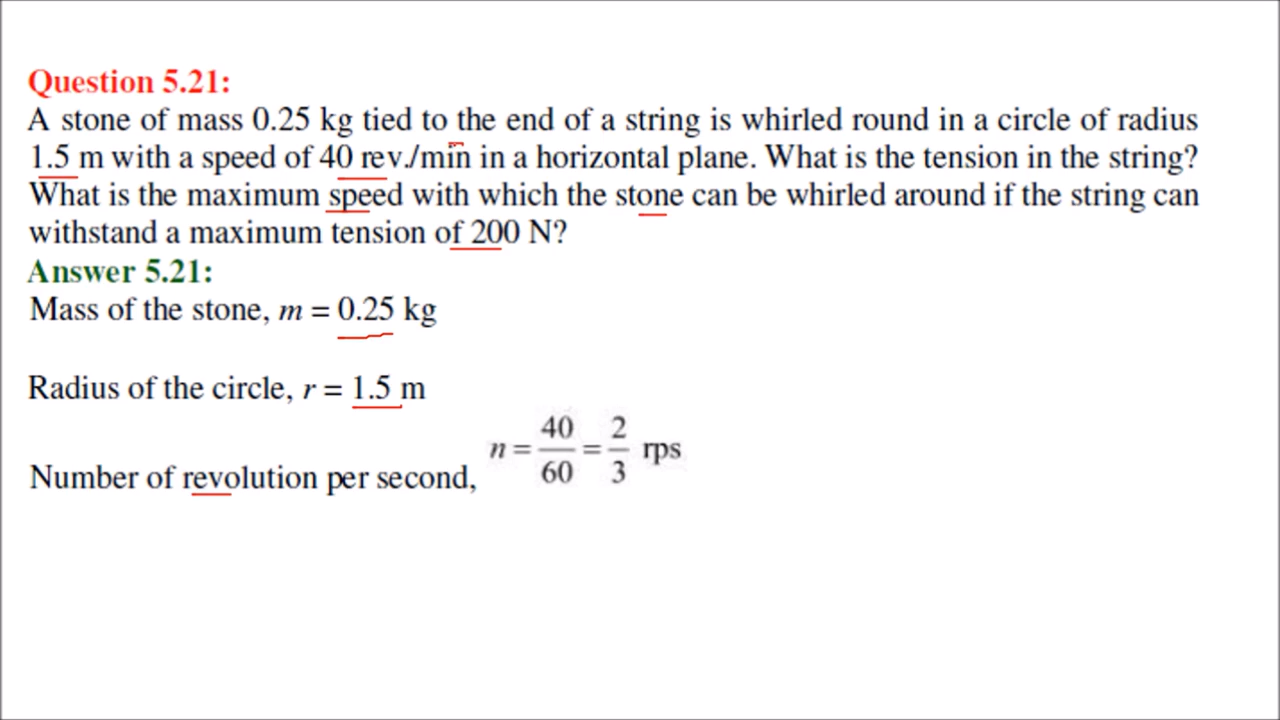 Question 5.21:
A stone of mass 0.25 kg tied to the end of a string is whirled round in a circle of radius
1.5 m with a speed of 40 rev./min in a horizontal plane. What is the tension in the string?
What is the maximum speed with which the stone can be whirled around if the string can
withstand a maximum tension of 200 N?
Answer 5.21:
Mass of the stone, m = 0.25 kg
Radius of the circle, r = 1.5 m
Number of revolution per second, n = 40/60 = 2/3 rps